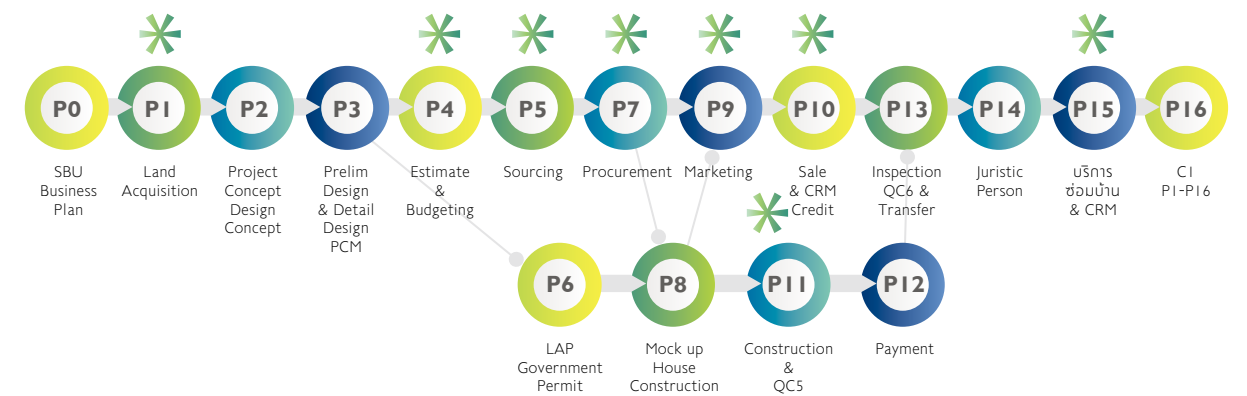 P0
P1
P2
P3
P4
P5
P7
P9
P10
P13
P14
P15
P16
SBU
Business
Plan
Land
Acquisition
Project
Concept
Design
Concept
Prelim
Design
& Detail
Design
PCM
Estimate
&
Budgeting
Sourcing
Procurement
Marketing
Sale
& CRM
Credit
Inspection
QC6 &
Transfer
Juristic
Person
บริการ
ซ่อมบ้าน
& CRM
C1
P1-P16
P6
P8
P11
P12
LAP
Government
Permit
Mock up
House
Construction
Construction
&
QC5
Payment